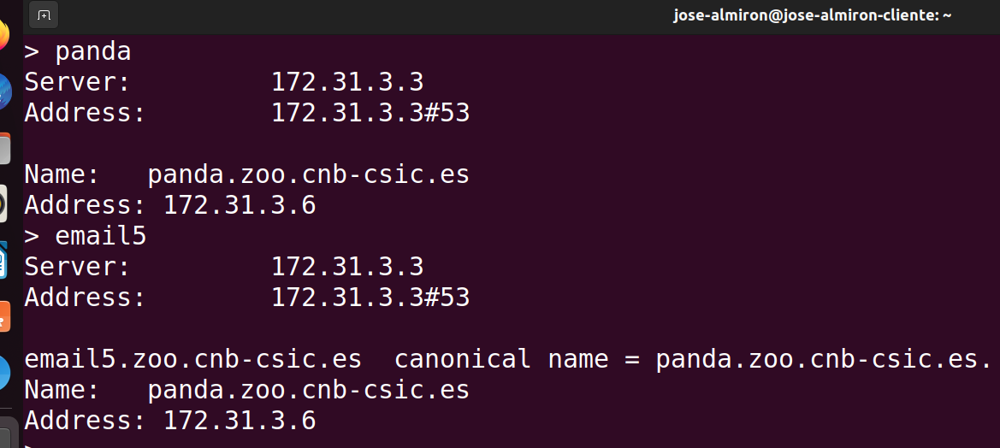 jose-almiron@jose-almiron-cliente: ~
> panda
Server:         172.31.3.3
Address:        172.31.3.3#53

Name:   panda.zoo.cnb-csic.es
Address: 172.31.3.6
> email5
Server:         172.31.3.3
Address:        172.31.3.3#53

email5.zoo.cnb-csic.es  canonical name = panda.zoo.cnb-csic.es.
Name:   panda.zoo.cnb-csic.es
Address: 172.31.3.6
>